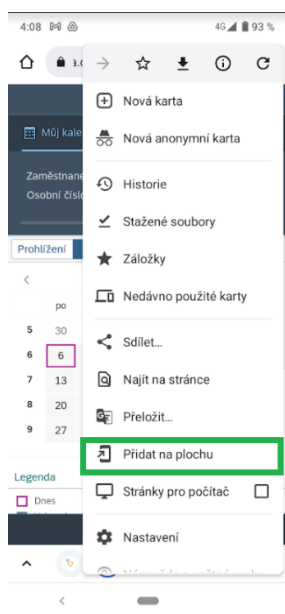 4:08 4G 93 %
Nová karta
Můj kale
Nová anonymní karta
Zaměstnane
Osobní čísl
Historie
Stažené soubory
Prohlížení
Záložky
Nedávno použité karty
po
5 30
Sdílet...
6 6
7 13
Najít na stránce
8 20
Přeložit...
9 27
Přidat na plochu
Legenda
Stránky pro počítač
Dnes
Nastavení